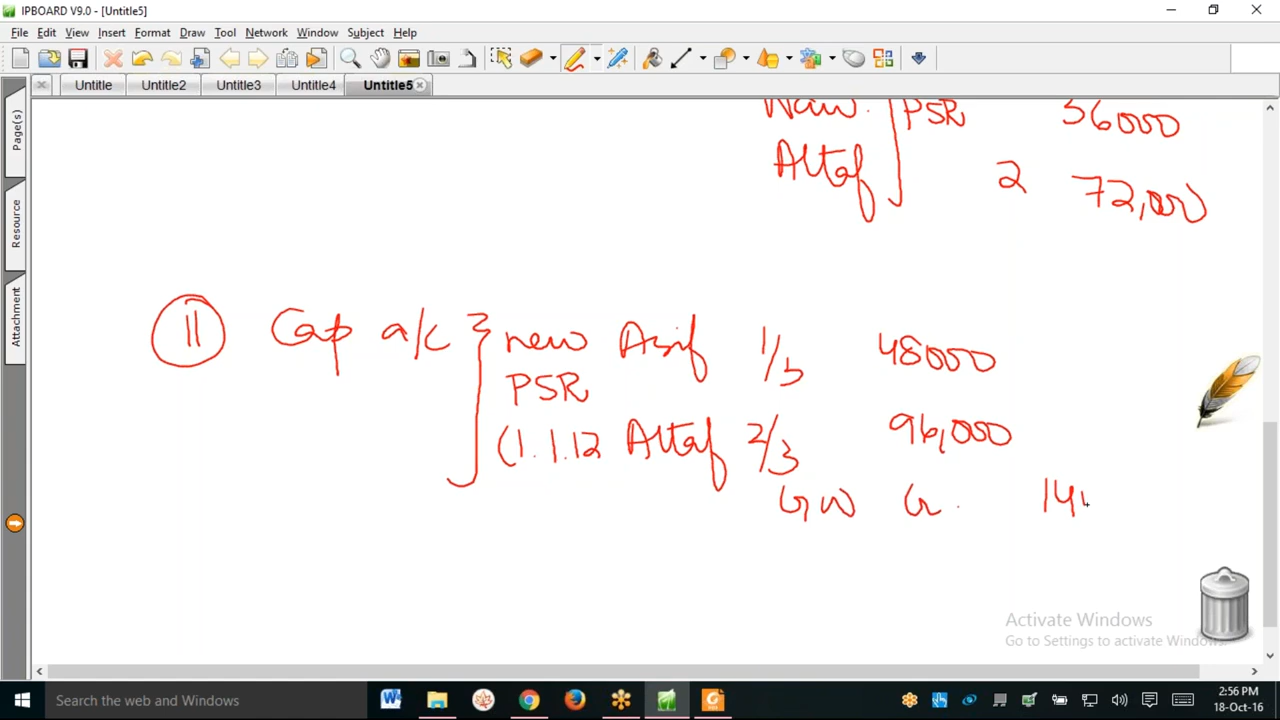 IPBOARD V9.0 - [Untitle5]
File Edit View Insert Format Draw Tool Network Window Subject Help
Untitle Untitle2 Untitle3 Untitle4 Untitle5
Page(s)
Resource
Attachment
PSR 36000
Altaf 2 72,000
11 Cap a/c new Asif 1/3 48000
PSR
(1.1.12 Altaf 2/3 96,000
GW Cr. 14
Activate Windows
Go to Settings to activate Windows.
Search the web and Windows
2:56 PM
18-Oct-16